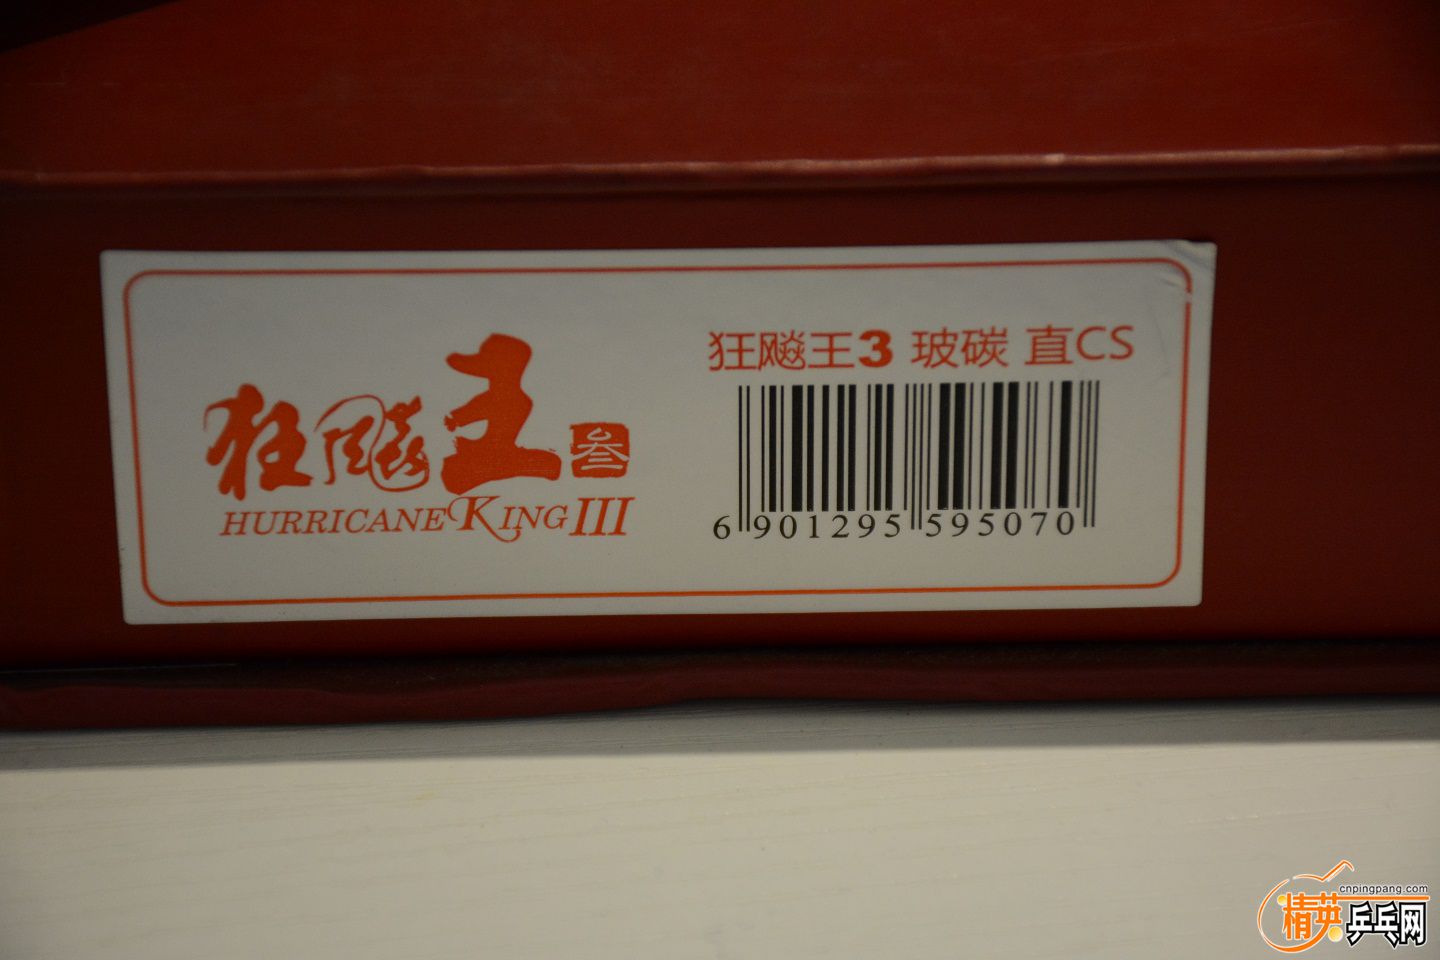 狂飚王叁
HURRICANE KING III
狂飚王3 玻碳 直CS
6 901295 595070
cnpingpang.com
精英乒乓网